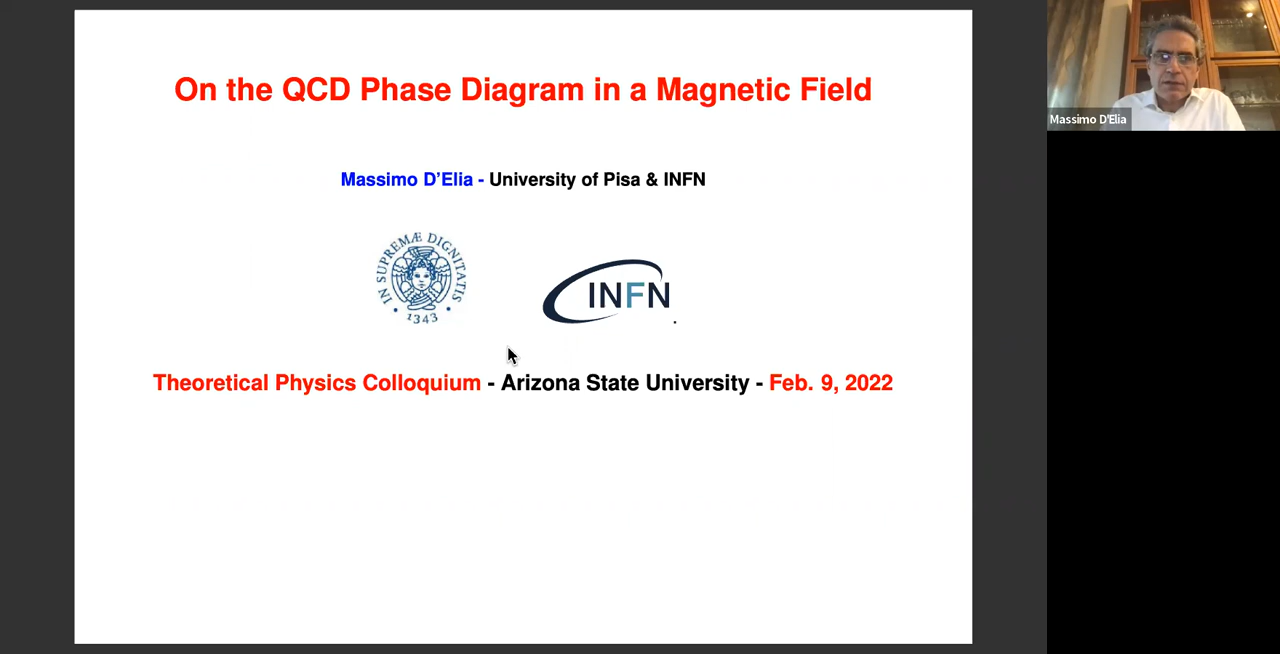 On the QCD Phase Diagram in a Magnetic Field
Massimo D'Elia - University of Pisa & INFN
IN SUPREMÆ DIGNITATIS
• 1343 •
INFN
Theoretical Physics Colloquium - Arizona State University - Feb. 9, 2022
Massimo D'Elia